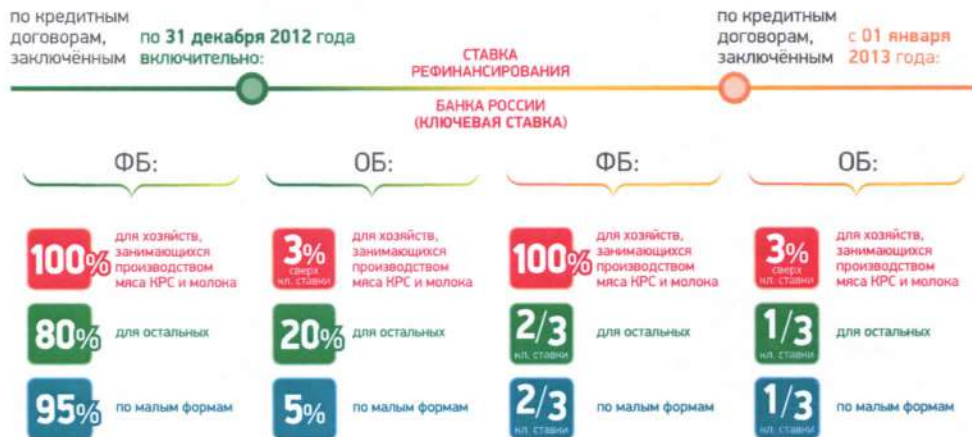 по кредитным
договорам,
заключённым
по 31 декабря 2012 года
включительно:
СТАВКА
РЕФИНАНСИРОВАНИЯ
БАНКА РОССИИ
(КЛЮЧЕВАЯ СТАВКА)
по кредитным
договорам,
заключённым
с 01 января
2013 года:
ФБ:
100%
для хозяйств,
занимающихся
производством
мяса КРС и молока
80%
для остальных
95%
по малым формам
ОБ:
3%
сверх
кл. ставки
для хозяйств,
занимающихся
производством
мяса КРС и молока
20%
для остальных
5%
по малым формам
ФБ:
100%
для хозяйств,
занимающихся
производством
мяса КРС и молока
2/3
кл. ставки
для остальных
2/3
кл. ставки
по малым формам
ОБ:
3%
сверх
кл. ставки
для хозяйств,
занимающихся
производством
мяса КРС и молока
1/3
кл. ставки
для остальных
1/3
кл. ставки
по малым формам